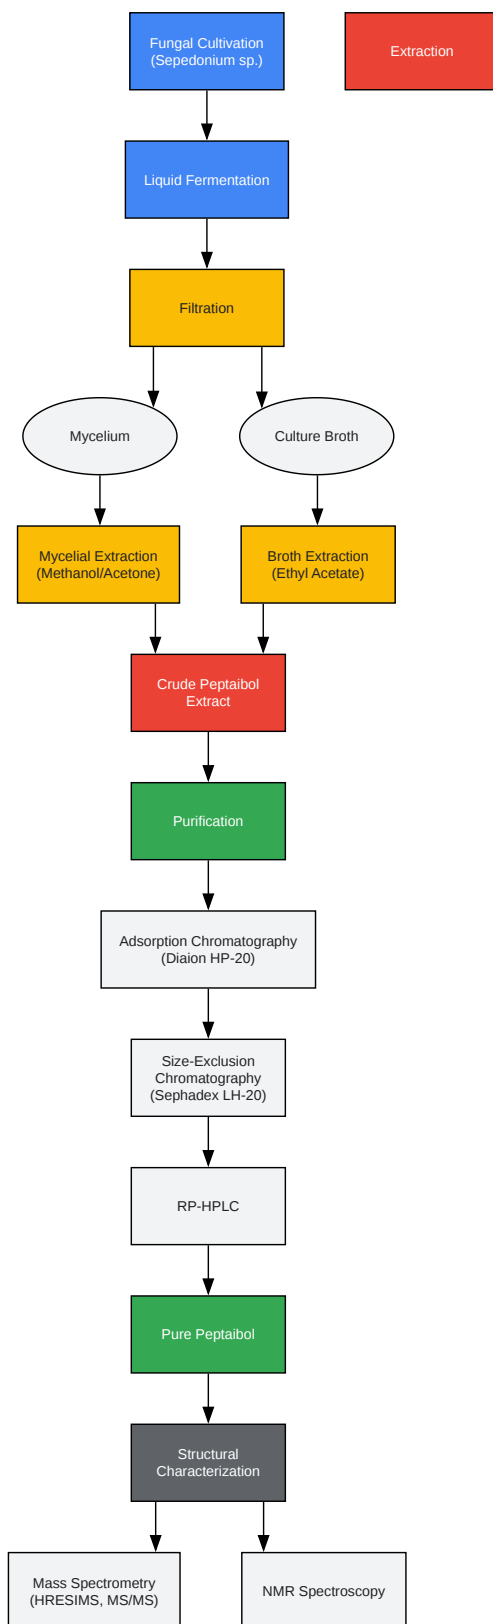 Fungal Cultivation
(Sepedonium sp.)
Extraction
Liquid Fermentation
Filtration
Mycelium
Culture Broth
Mycelial Extraction
(Methanol/Acetone)
Broth Extraction
(Ethyl Acetate)
Crude Peptaibol
Extract
Purification
Adsorption Chromatography
(Diaion HP-20)
Size-Exclusion
Chromatography
(Sephadex LH-20)
RP-HPLC
Pure Peptaibol
Structural
Characterization
Mass Spectrometry
(HRESIMS, MS/MS)
NMR Spectroscopy